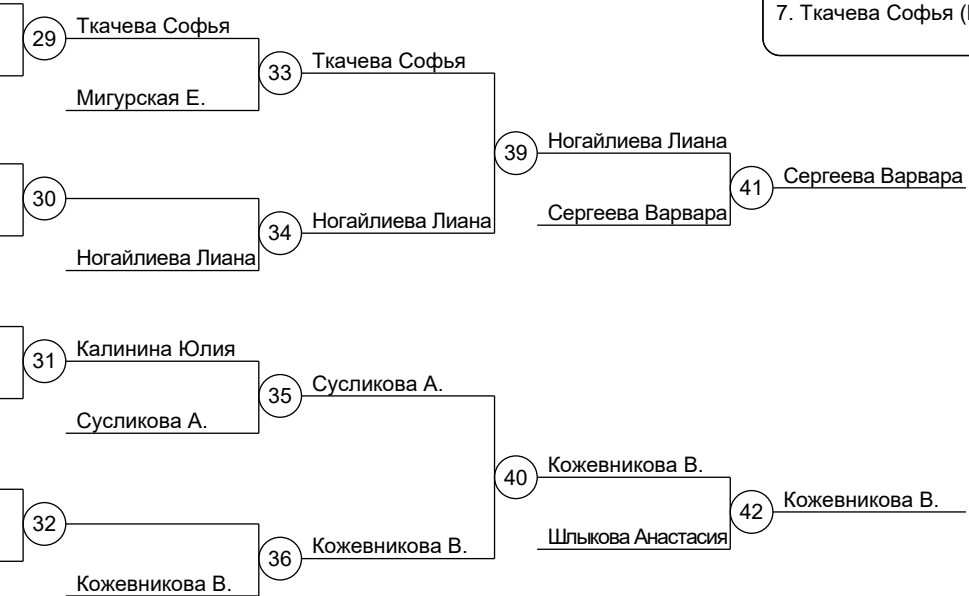 7. Ткачева Софья (
29 Ткачева Софья
33 Ткачева Софья
Мигурская Е.
39 Ногайлиева Лиана
41 Сергеева Варвара
30
Сергеева Варвара
34 Ногайлиева Лиана
Ногайлиева Лиана
31 Калинина Юлия
35 Сусликова А.
Сусликова А.
40 Кожевникова В.
42 Кожевникова В.
32
Шлыкова Анастасия
36 Кожевникова В.
Кожевникова В.